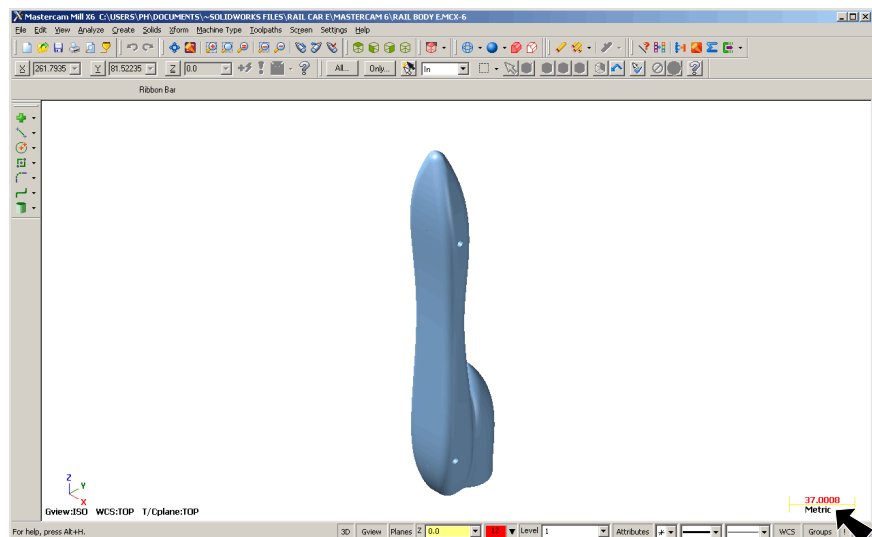 Mastercam Mill X6 C:\USERS\PH\DOCUMENTS\~SOLIDWORKS FILES\RAIL CAR E\MASTERCAM 6\RAIL BODY E.MCX-6
File Edit View Analyze Create Solids Xform Machine Type Toolpaths Screen Settings Help
X 261.7935 Y 81.52235 Z 0.0 All... Only... In
Ribbon Bar
Z
Y
X
Gview:ISO WCS:TOP T/Cplane:TOP
37.0008
Metric
For help, press Alt+H. 3D Gview Planes Z 0.0 12 Level 1 Attributes WCS Groups